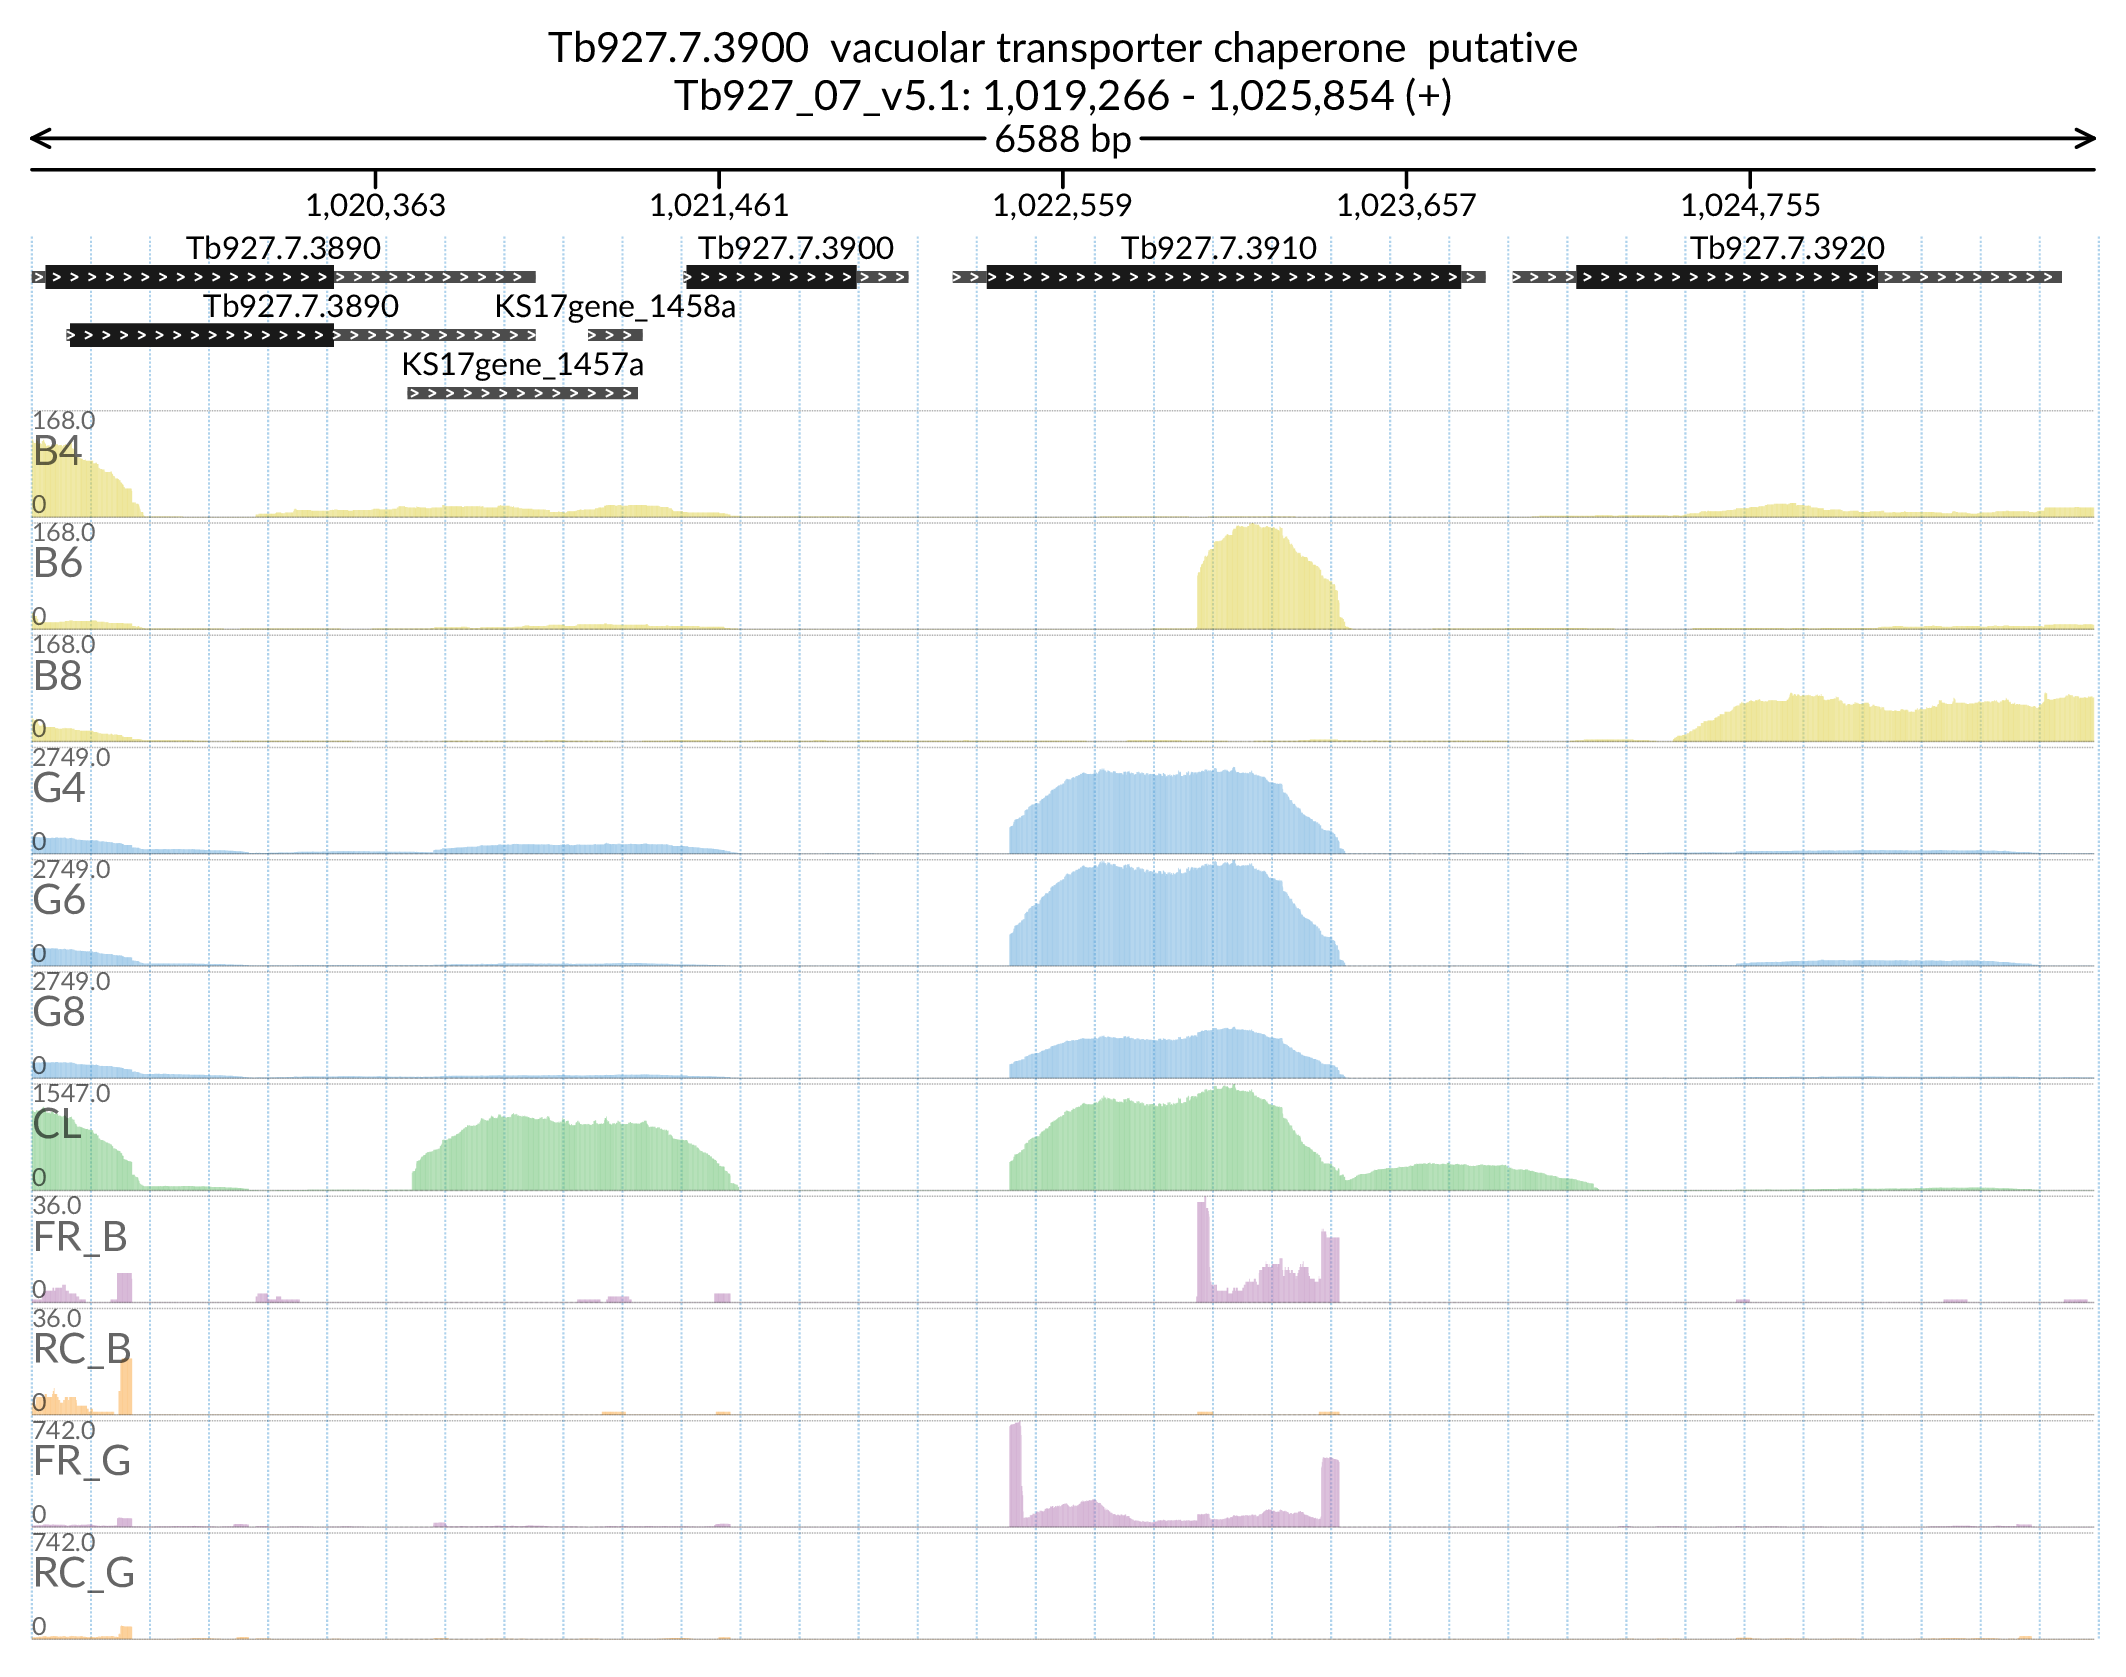 Tb927.7.3900  vacuolar transporter chaperone  putative
Tb927_07_v5.1: 1,019,266 - 1,025,854 (+)
6588 bp
1,020,363 1,021,461 1,022,559 1,023,657 1,024,755
Tb927.7.3890 Tb927.7.3900 Tb927.7.3910 Tb927.7.3920
Tb927.7.3890 KS17gene_1458a
KS17gene_1457a
168.0
B4
0
168.0
B6
0
168.0
B8
0
2749.0
G4
0
2749.0
G6
0
2749.0
G8
0
1547.0
CL
0
36.0
FR_B
0
36.0
RC_B
0
742.0
FR_G
0
742.0
RC_G
0